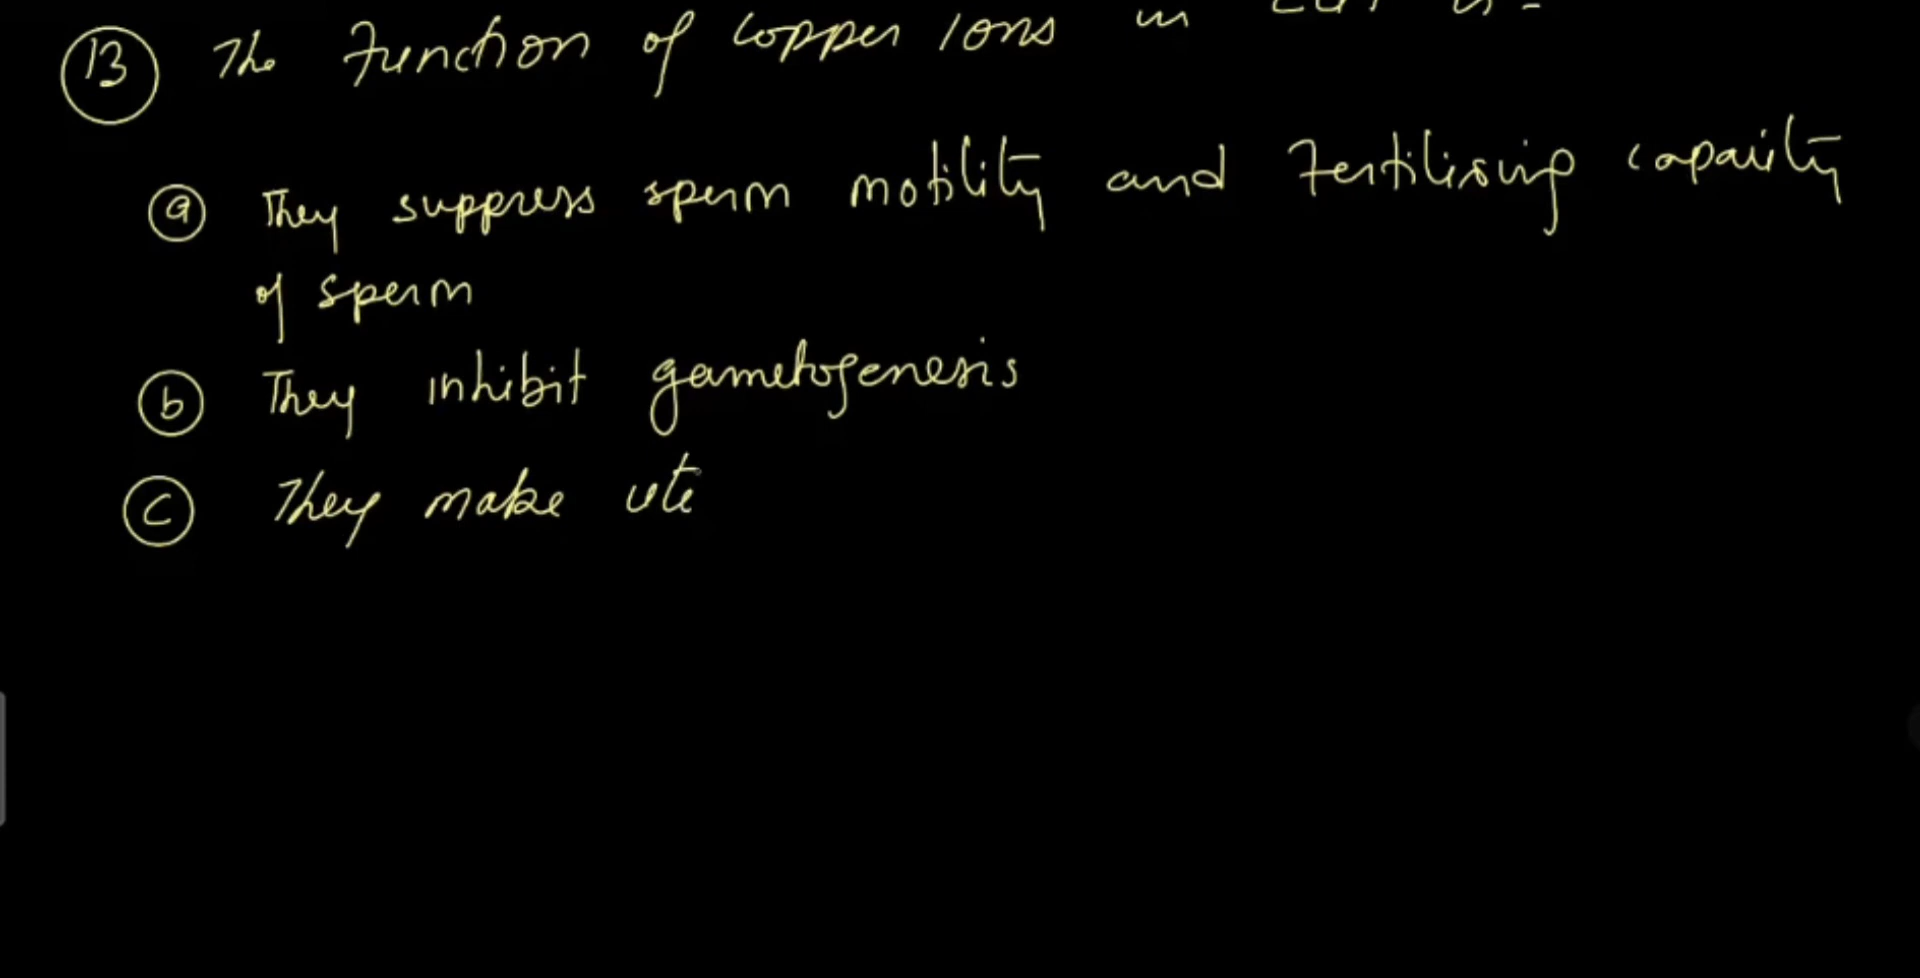 13 The function of copper ions in
a They suppress sperm motility and fertilising capacity
of sperm
b They inhibit gametogenesis
c They make ute